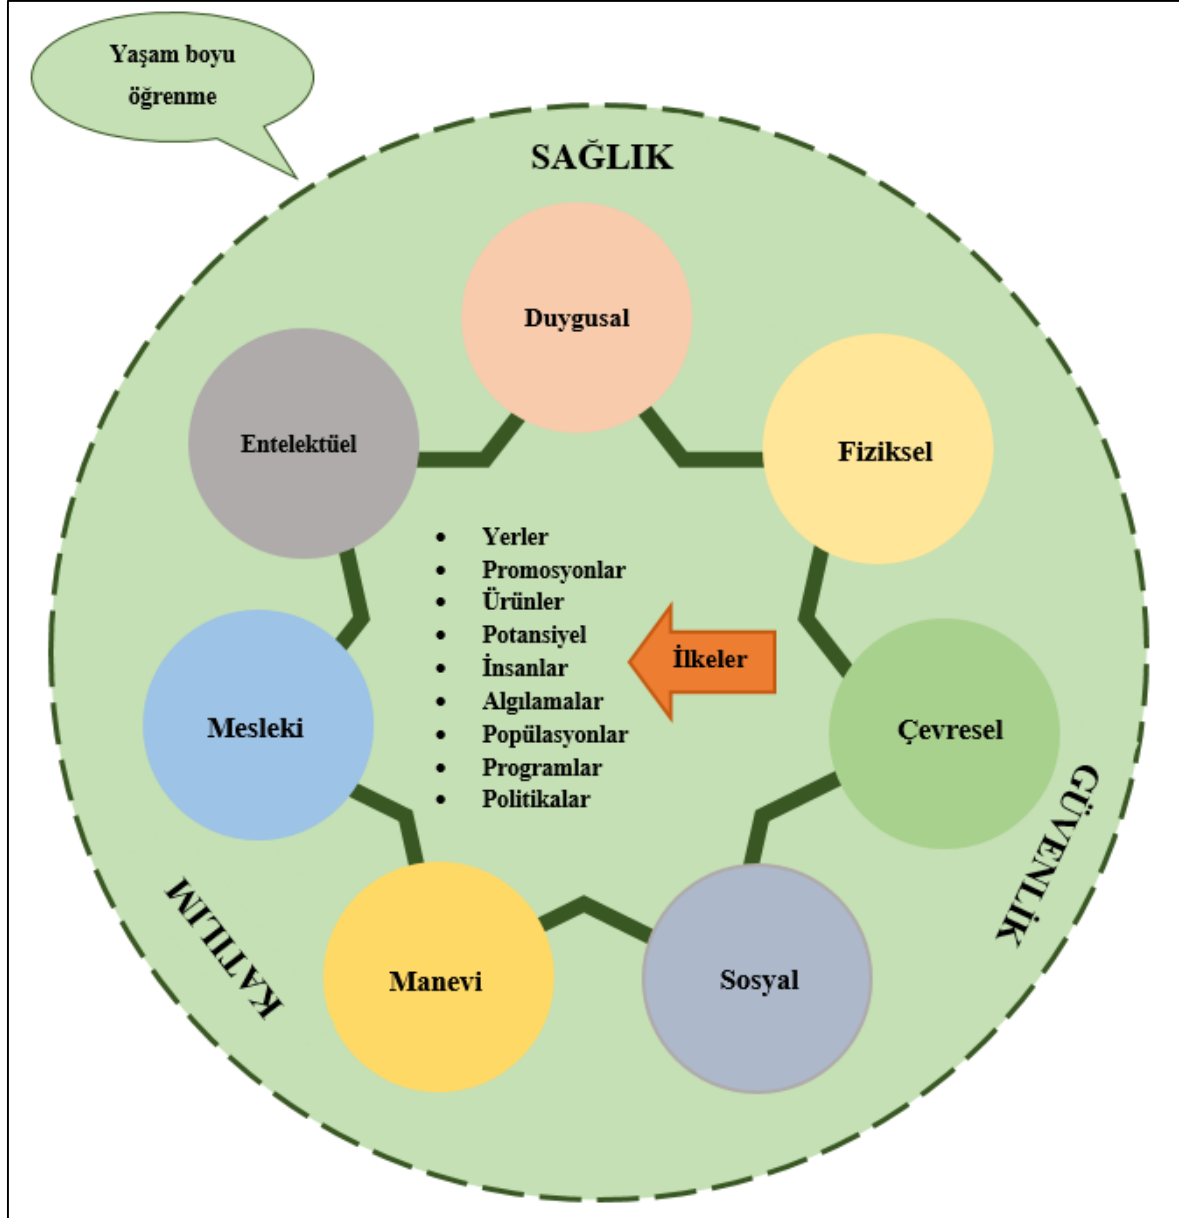 Yaşam boyu
öğrenme
SAĞLIK
Duygusal
Entelektüel
Fiziksel
• Yerler
• Promosyonlar
• Ürünler
• Potansiyel
• İnsanlar
• Algılamalar
• Popülasyonlar
• Programlar
• Politikalar
İlkeler
Mesleki
Çevresel
GÜVENLİK
KATILIM
Manevi
Sosyal